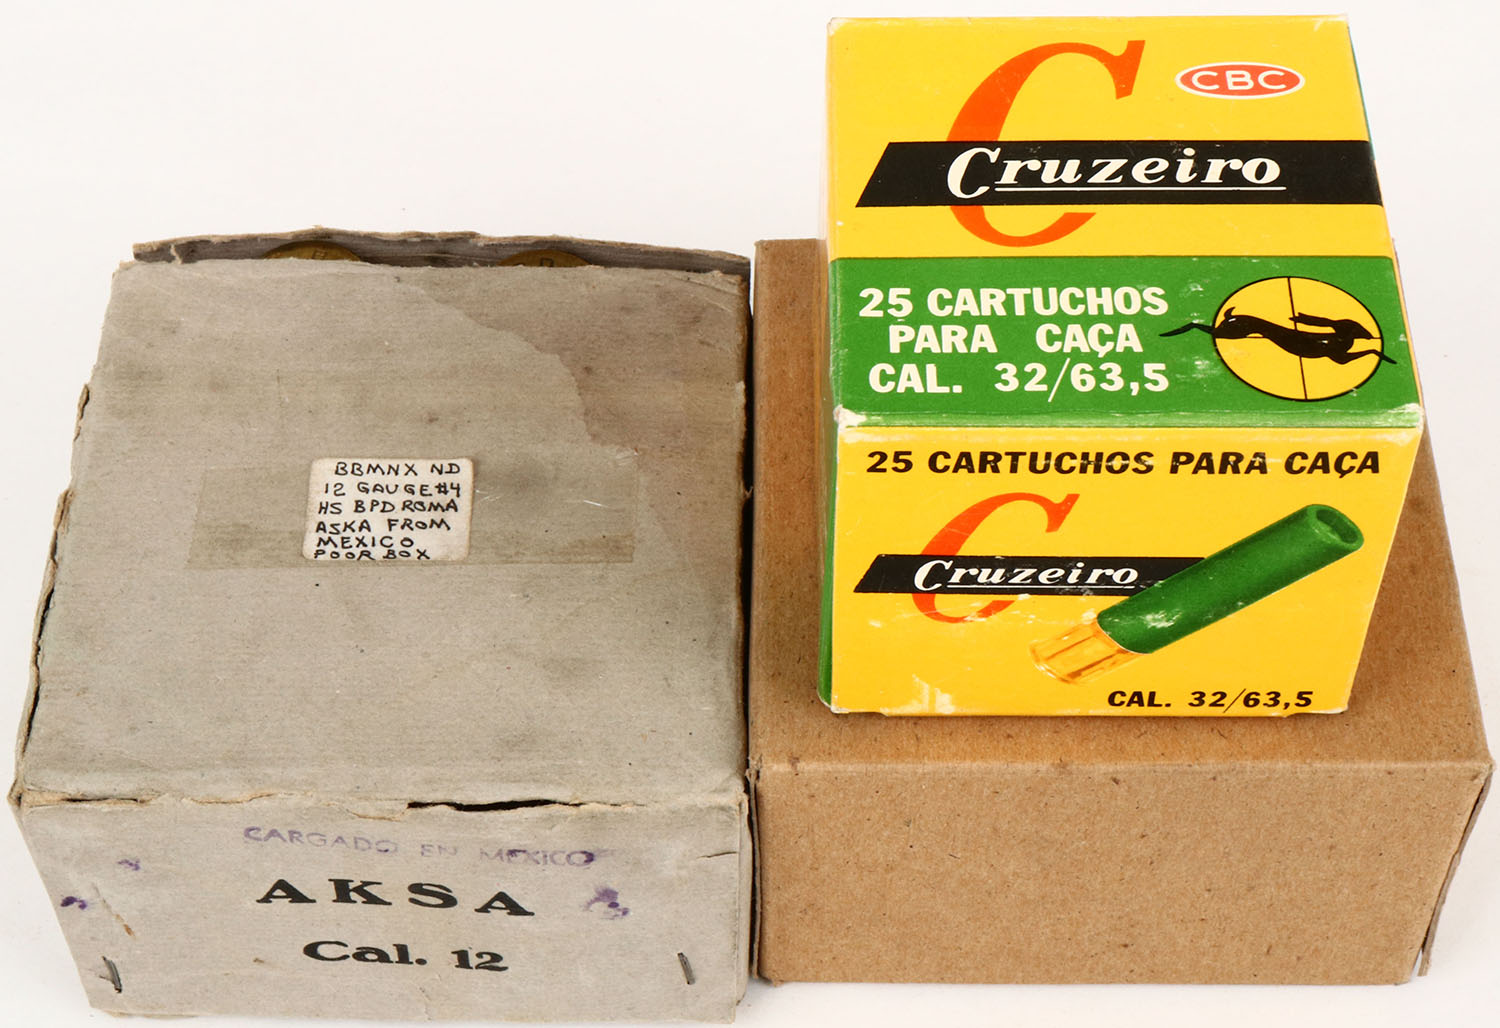 BBMNX ND
12 GAUGE #4
HS BPD ROMA
ASKA FROM
MEXICO
POOR BOX
CARGADO EN MEXICO
AKSA
Cal. 12
CBC
Cruzeiro
25 CARTUCHOS
PARA CAÇA
CAL. 32/63,5
25 CARTUCHOS PARA CAÇA
Cruzeiro
CAL. 32/63,5